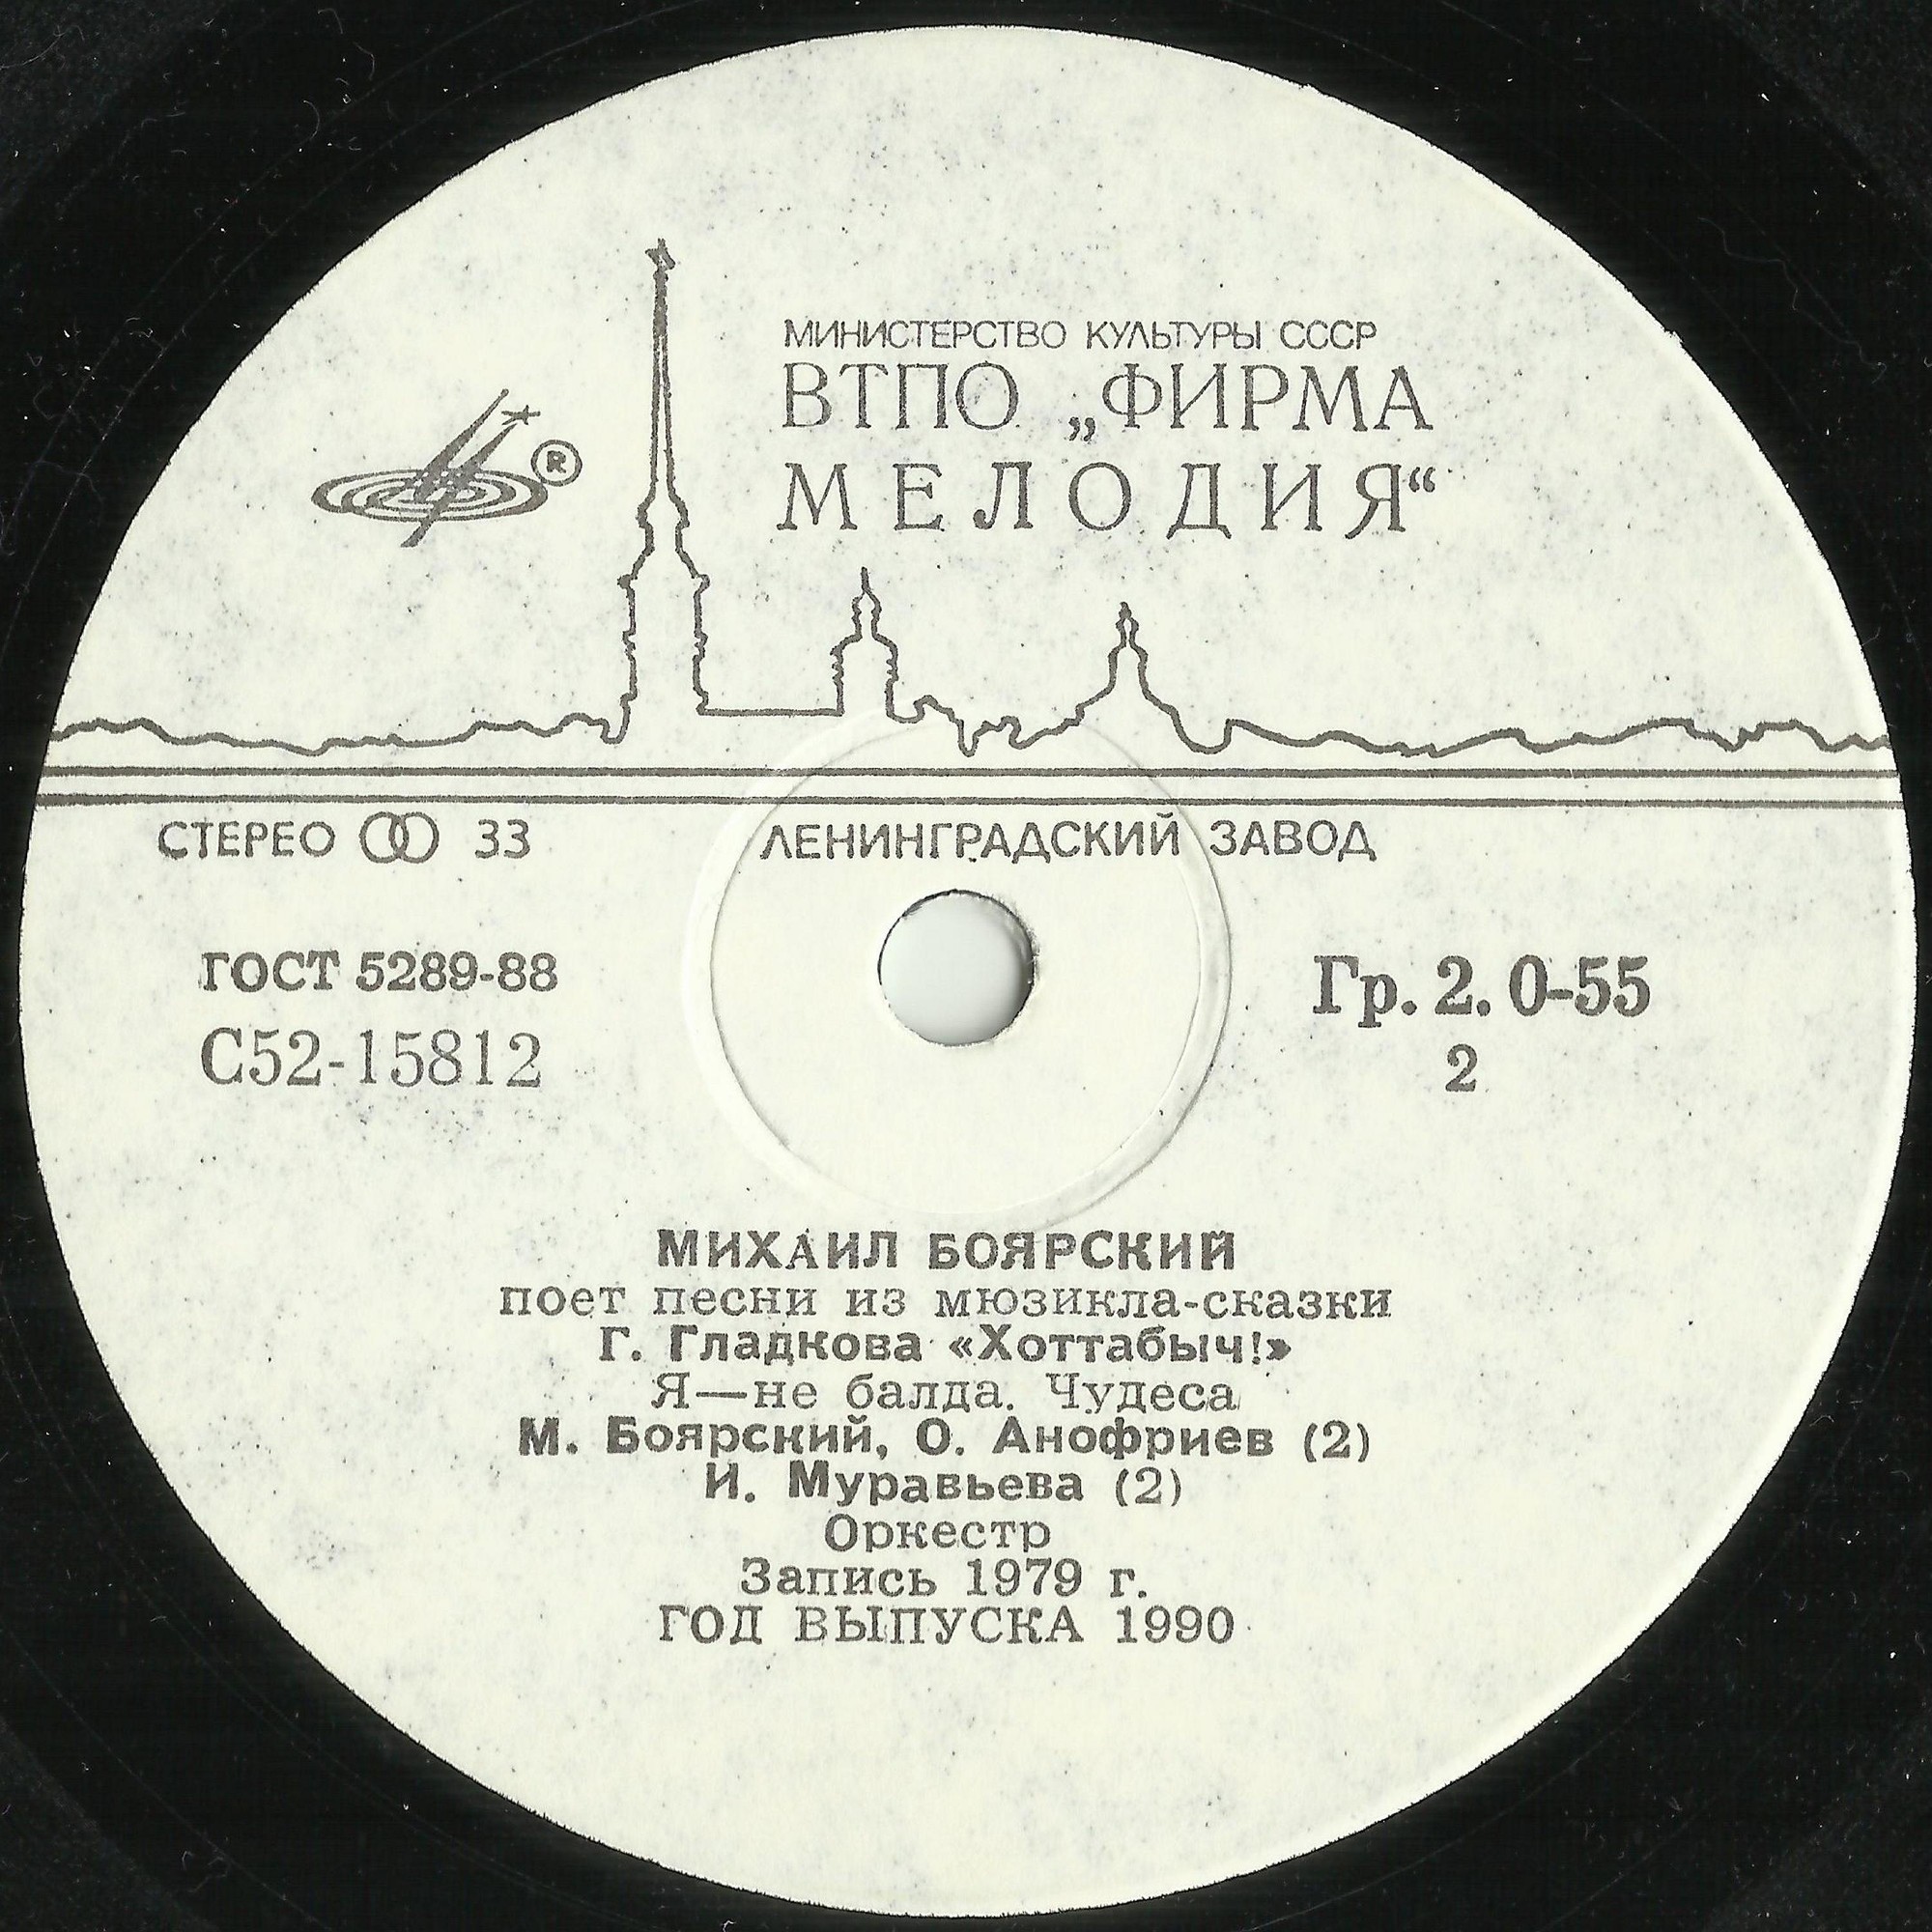 МИНИСТЕРСТВО КУЛЬТУРЫ СССР
ВТПО „ФИРМА
МЕЛОДИЯ“
®
СТЕРЕО 33
ЛЕНИНГРАДСКИЙ ЗАВОД
ГОСТ 5289-88
С52-15812
Гр. 2. 0-55
2
МИХАИЛ БОЯРСКИЙ
поет песни из мюзикла-сказки
Г. Гладкова «Хоттабыч!»
Я—не балда. Чудеса
М. Боярский, О. Анофриев (2)
И. Муравьева (2)
Оркестр
Запись 1979 г.
ГОД ВЫПУСКА 1990